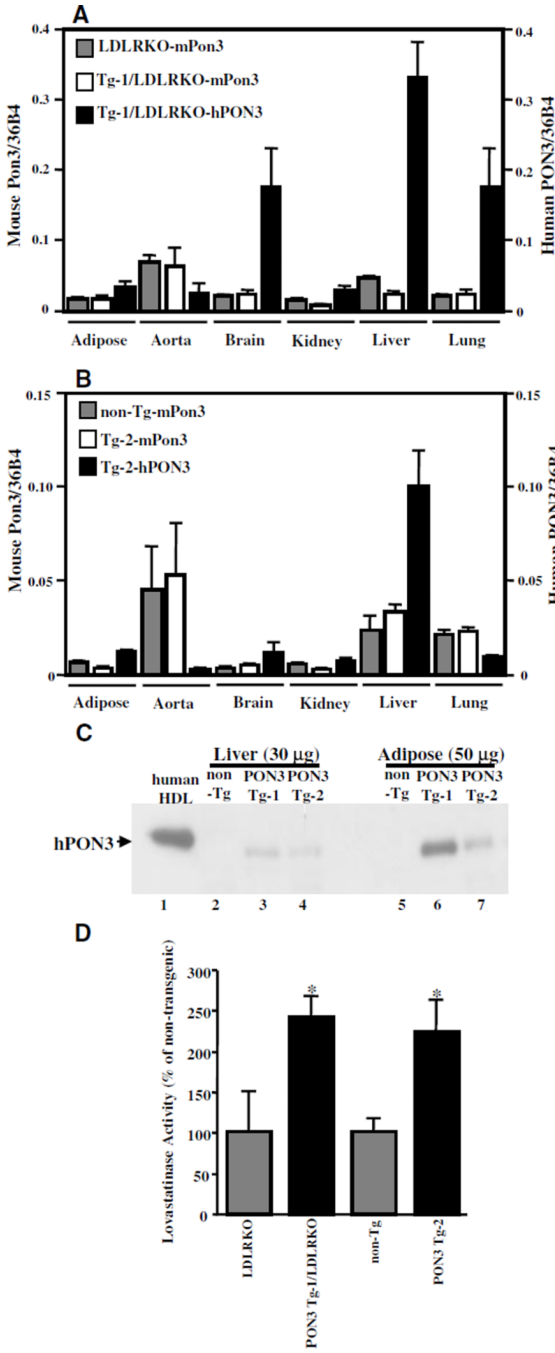 A
0.4
0.3
0.2
0.1
0
Mouse Pon3/36B4
LDLRKO-mPon3
Tg-1/LDLRKO-mPon3
Tg-1/LDLRKO-hPON3
0.4
0.3
0.2
0.1
0
Human PON3/36B4
Adipose Aorta Brain Kidney Liver Lung
B
0.15
0.10
0.05
0
Mouse Pon3/36B4
non-Tg-mPon3
Tg-2-mPon3
Tg-2-hPON3
0.15
0.10
0.05
0
Human PON3/36B4
Adipose Aorta Brain Kidney Liver Lung
C
Liver (30 µg) Adipose (50 µg)
human HDL
non -Tg
PON3 Tg-1
PON3 Tg-2
non -Tg
PON3 Tg-1
PON3 Tg-2
hPON3
1 2 3 4 5 6 7
D
Lovastatinase Activity (% of non-transgenic)
300
250
200
150
100
50
0
* *
LDLRKO
PON3 Tg-1/LDLRKO
non-Tg
PON3 Tg-2